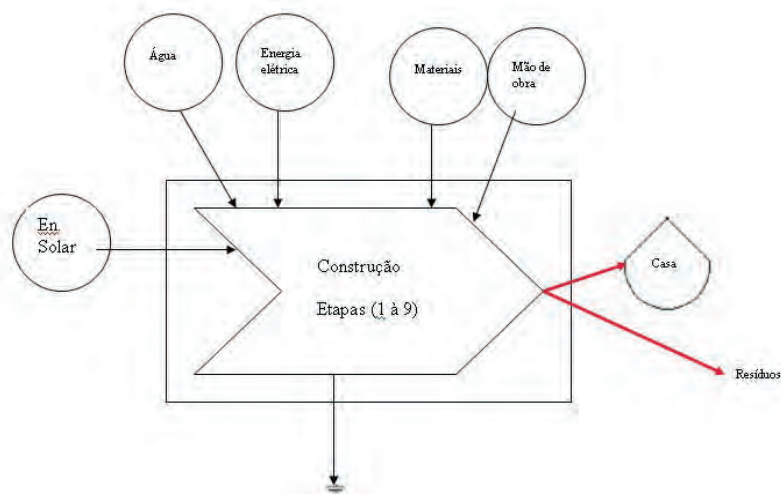 Água
Energia
elétrica
Materiais
Mão de
obra
En
Solar
Construção
Etapas (1 à 9)
Casa
Resíduos